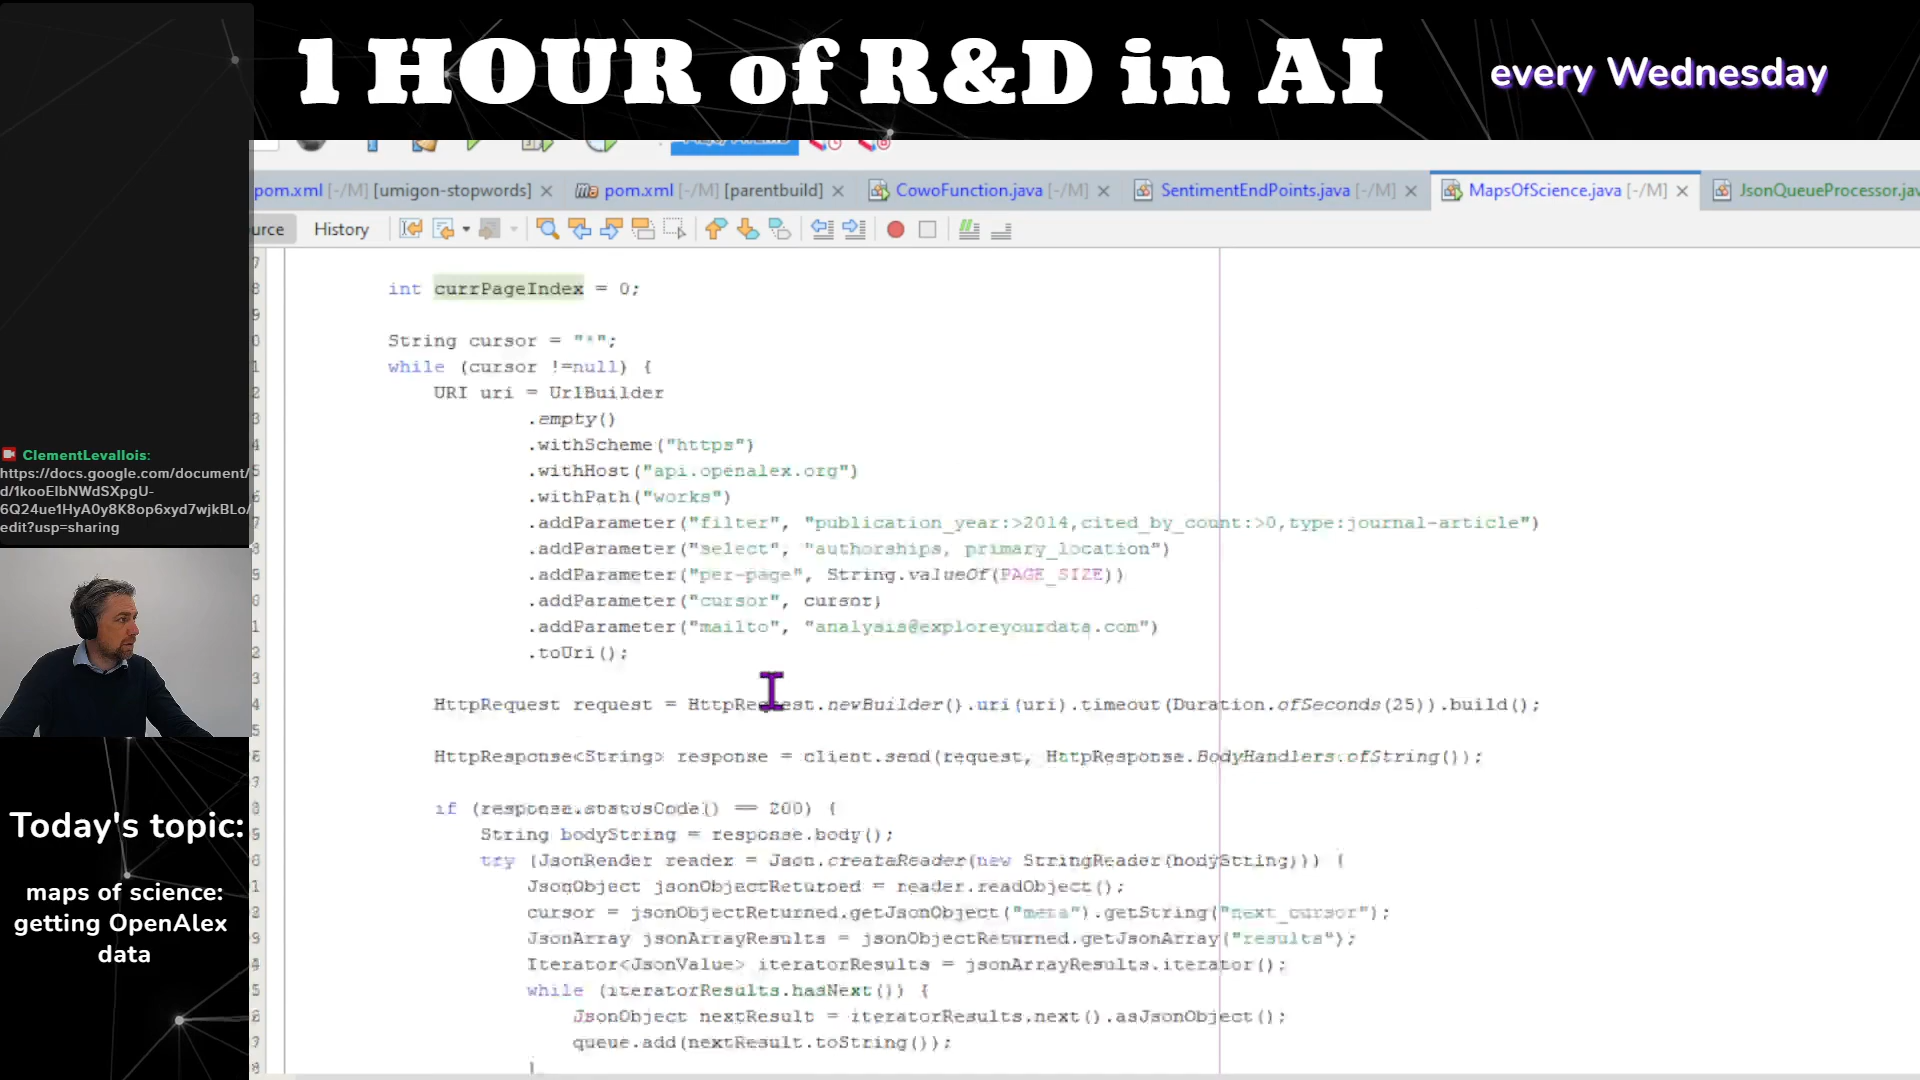 1 HOUR of R&D in AI
every Wednesday
pom.xml [-/M] [umigon-stopwords]
pom.xml [-/M] [parentbuild]
CowoFunction.java [-/M]
SentimentEndPoints.java [-/M]
MapsOfScience.java [-/M]
JsonQueueProcessor.jav
urce
History
int currPageIndex = 0;
String cursor = "*";
while (cursor !=null) {
URI uri = UrlBuilder
.empty()
.withScheme("https")
.withHost("api.openalex.org")
.withPath("works")
.addParameter("filter", "publication_year:>2014,cited_by_count:>0,type:journal-article")
.addParameter("select", "authorships, primary_location")
.addParameter("per-page", String.valueOf(PAGE_SIZE))
.addParameter("cursor", cursor)
.addParameter("mailto", "analysis@exploreyourdata.com")
.toUri();
HttpRequest request = HttpRequest.newBuilder().uri(uri).timeout(Duration.ofSeconds(25)).build();
HttpResponse<String> response = client.send(request, HttpResponse.BodyHandlers.ofString());
if (response.statusCode() == 200) {
String bodyString = response.body();
try (JsonReader reader = Json.createReader(new StringReader(bodyString))) {
JsonObject jsonObjectReturned = reader.readObject();
cursor = jsonObjectReturned.getJsonObject("meta").getString("next_cursor");
JsonArray jsonArrayResults = jsonObjectReturned.getJsonArray("results");
Iterator<JsonValue> iteratorResults = jsonArrayResults.iterator();
while (iteratorResults.hasNext()) {
JsonObject nextResult = iteratorResults.next().asJsonObject();
queue.add(nextResult.toString());
ClementLevallois:
https://docs.google.com/document/
d/1kooEIbNWdSXpgU-
6Q24ue1HyA0y8K8op6xyd7wjkBLo/
edit?usp=sharing
Today's topic:
maps of science:
getting OpenAlex
data